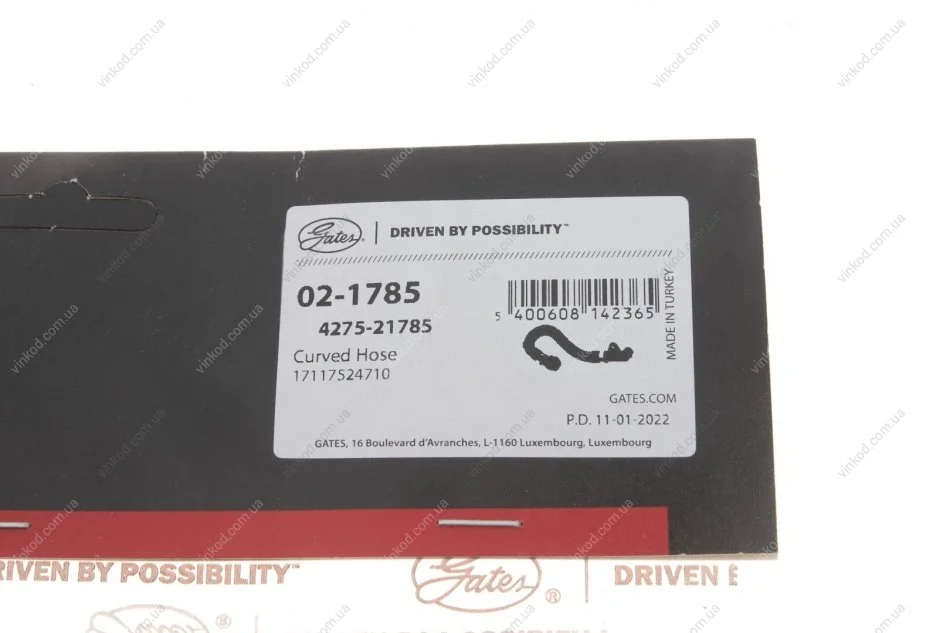 Gates® | DRIVEN BY POSSIBILITY™
02-1785
4275-21785
Curved Hose
17117524710
5 400608 142365
MADE IN TURKEY
GATES.COM
P.D. 11-01-2022
GATES, 16 Boulevard d'Avranches, L-1160 Luxembourg, Luxembourg
RIVEN BY POSSIBILITY™ Gates® DRIVEN B
vinkod.com.ua